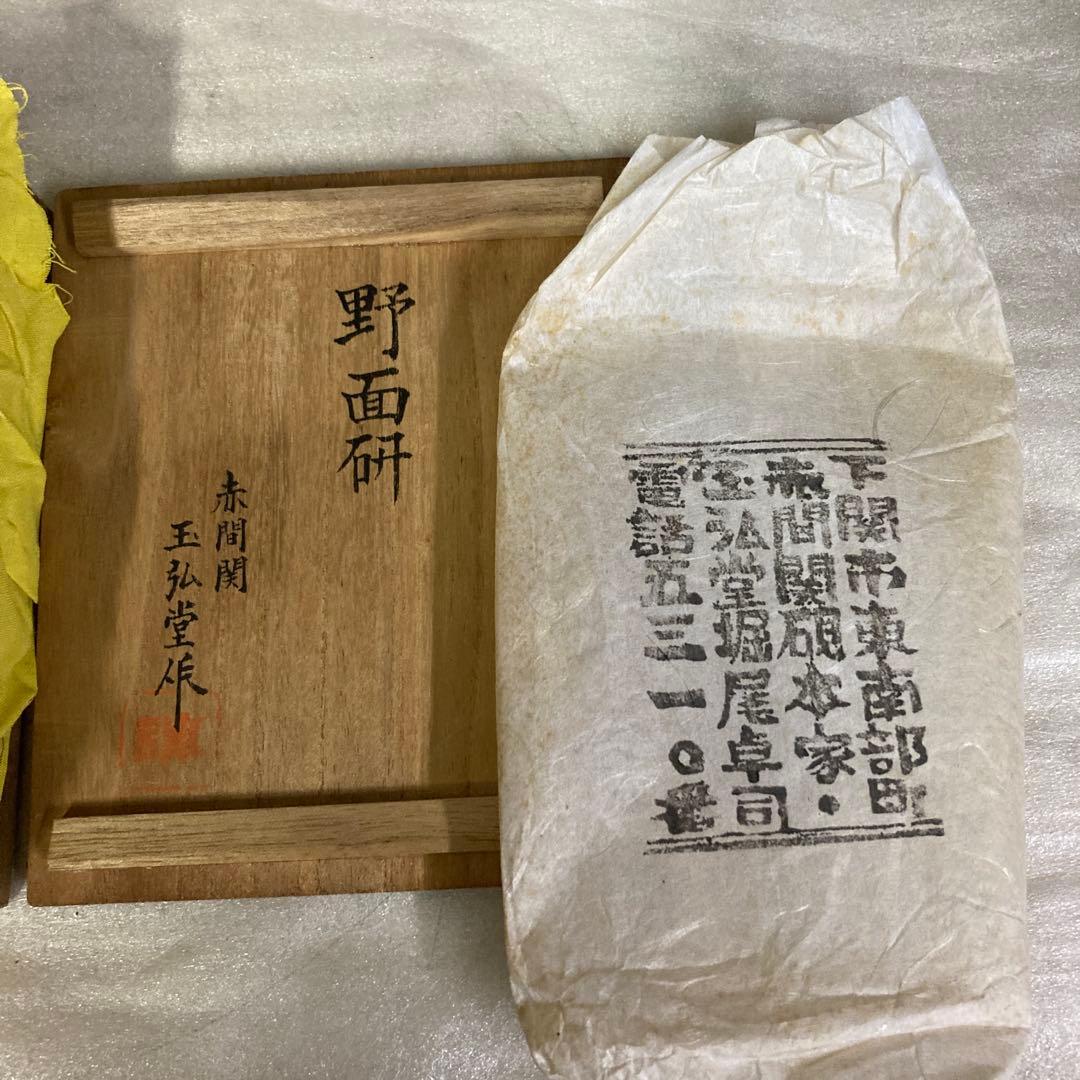 野面研
赤間関
玉弘堂作
下関市東南部町
赤間関硯本家・
玉弘堂堀尾卓司
電話五三一〇番